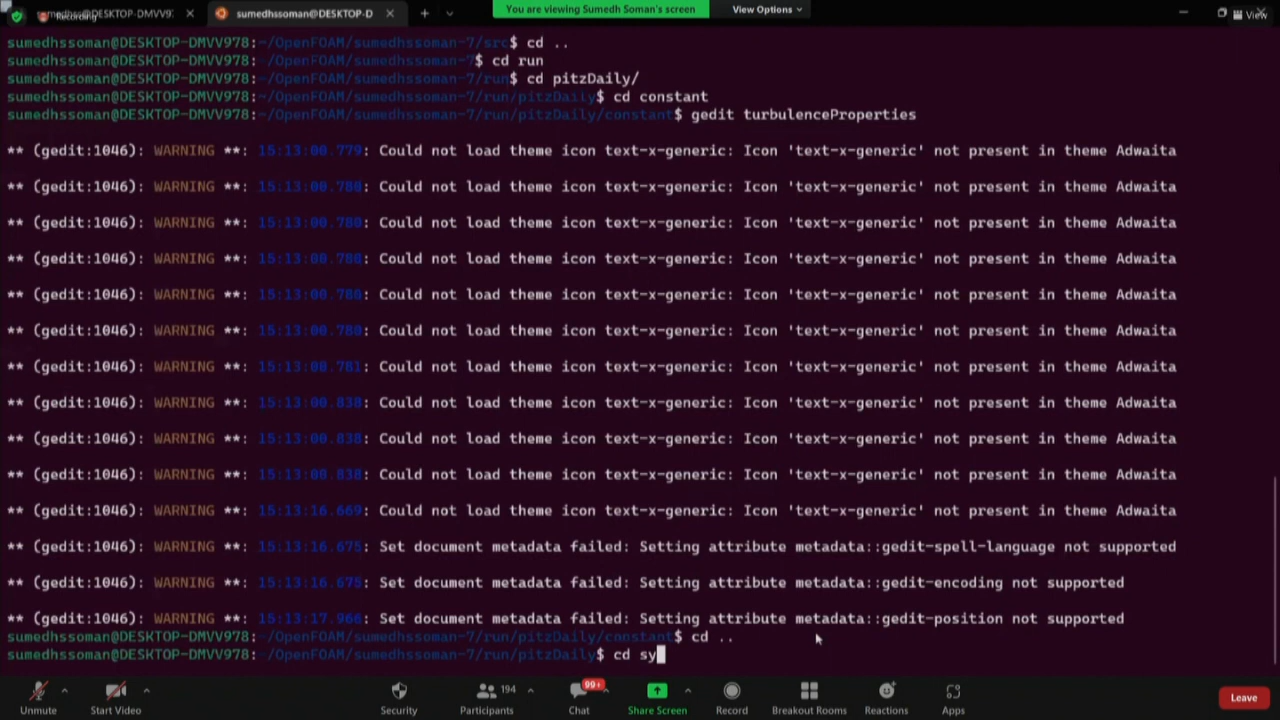 sumedhssoman@DESKTOP-DMVV978:
sumedhssoman@DESKTOP-D
You are viewing Sumedh Soman's screen
View Options
View
Recording
sumedhssoman@DESKTOP-DMVV978:~/OpenFOAM/sumedhssoman-7/src$ cd ..
sumedhssoman@DESKTOP-DMVV978:~/OpenFOAM/sumedhssoman-7$ cd run
sumedhssoman@DESKTOP-DMVV978:~/OpenFOAM/sumedhssoman-7/run$ cd pitzDaily/
sumedhssoman@DESKTOP-DMVV978:~/OpenFOAM/sumedhssoman-7/run/pitzDaily$ cd constant
sumedhssoman@DESKTOP-DMVV978:~/OpenFOAM/sumedhssoman-7/run/pitzDaily/constant$ gedit turbulenceProperties
** (gedit:1046): WARNING **: 15:13:00.779: Could not load theme icon text-x-generic: Icon 'text-x-generic' not present in theme Adwaita
** (gedit:1046): WARNING **: 15:13:00.780: Could not load theme icon text-x-generic: Icon 'text-x-generic' not present in theme Adwaita
** (gedit:1046): WARNING **: 15:13:00.780: Could not load theme icon text-x-generic: Icon 'text-x-generic' not present in theme Adwaita
** (gedit:1046): WARNING **: 15:13:00.780: Could not load theme icon text-x-generic: Icon 'text-x-generic' not present in theme Adwaita
** (gedit:1046): WARNING **: 15:13:00.780: Could not load theme icon text-x-generic: Icon 'text-x-generic' not present in theme Adwaita
** (gedit:1046): WARNING **: 15:13:00.780: Could not load theme icon text-x-generic: Icon 'text-x-generic' not present in theme Adwaita
** (gedit:1046): WARNING **: 15:13:00.781: Could not load theme icon text-x-generic: Icon 'text-x-generic' not present in theme Adwaita
** (gedit:1046): WARNING **: 15:13:00.838: Could not load theme icon text-x-generic: Icon 'text-x-generic' not present in theme Adwaita
** (gedit:1046): WARNING **: 15:13:00.838: Could not load theme icon text-x-generic: Icon 'text-x-generic' not present in theme Adwaita
** (gedit:1046): WARNING **: 15:13:00.838: Could not load theme icon text-x-generic: Icon 'text-x-generic' not present in theme Adwaita
** (gedit:1046): WARNING **: 15:13:16.669: Could not load theme icon text-x-generic: Icon 'text-x-generic' not present in theme Adwaita
** (gedit:1046): WARNING **: 15:13:16.675: Set document metadata failed: Setting attribute metadata::gedit-spell-language not supported
** (gedit:1046): WARNING **: 15:13:16.675: Set document metadata failed: Setting attribute metadata::gedit-encoding not supported
** (gedit:1046): WARNING **: 15:13:17.966: Set document metadata failed: Setting attribute metadata::gedit-position not supported
sumedhssoman@DESKTOP-DMVV978:~/OpenFOAM/sumedhssoman-7/run/pitzDaily/constant$ cd ..
sumedhssoman@DESKTOP-DMVV978:~/OpenFOAM/sumedhssoman-7/run/pitzDaily$ cd sy
Unmute
Start Video
Security
Participants
194
Chat
99+
Share Screen
Record
Breakout Rooms
Reactions
Apps
Leave